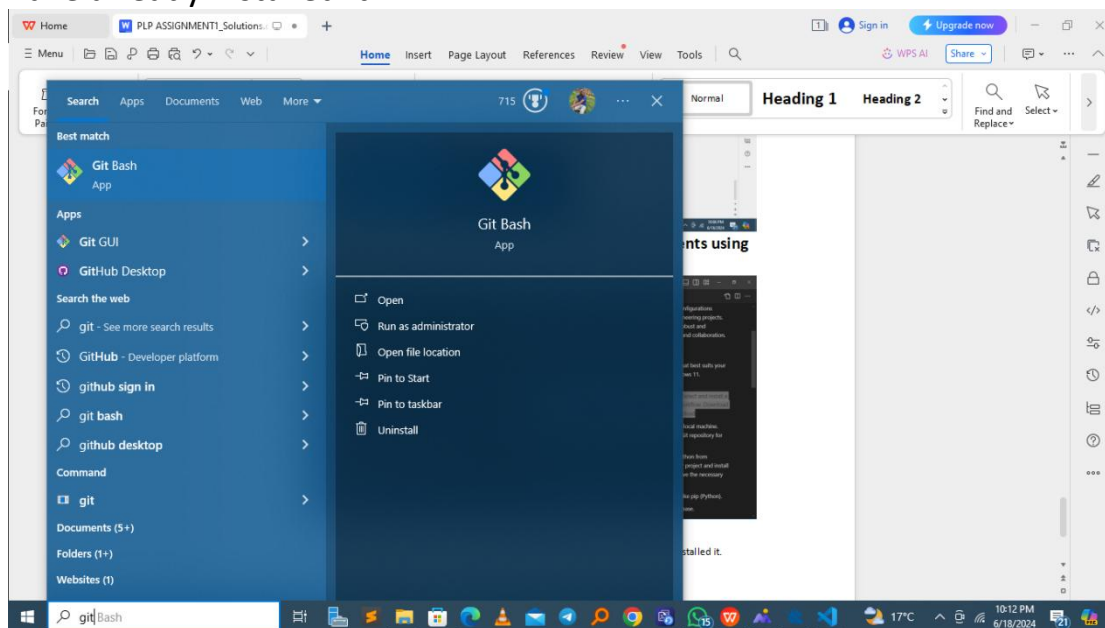 Home PLP ASSIGNMENT1_Solutions. + 1 Sign in Upgrade now
Menu Home Insert Page Layout References Review View Tools WPS AI Share
Normal Heading 1 Heading 2 Find and Replace Select
Search Apps Documents Web More 715
Best match
Git Bash
App
Apps
Git GUI
GitHub Desktop
Search the web
git - See more search results
GitHub - Developer platform
github sign in
git bash
github desktop
Command
git
Documents (5+)
Folders (1+)
Websites (1)
Git Bash
App
Open
Run as administrator
Open file location
Pin to Start
Pin to taskbar
Uninstall
ents using
stalled it.
git Bash
17°C 10:12 PM
6/18/2024